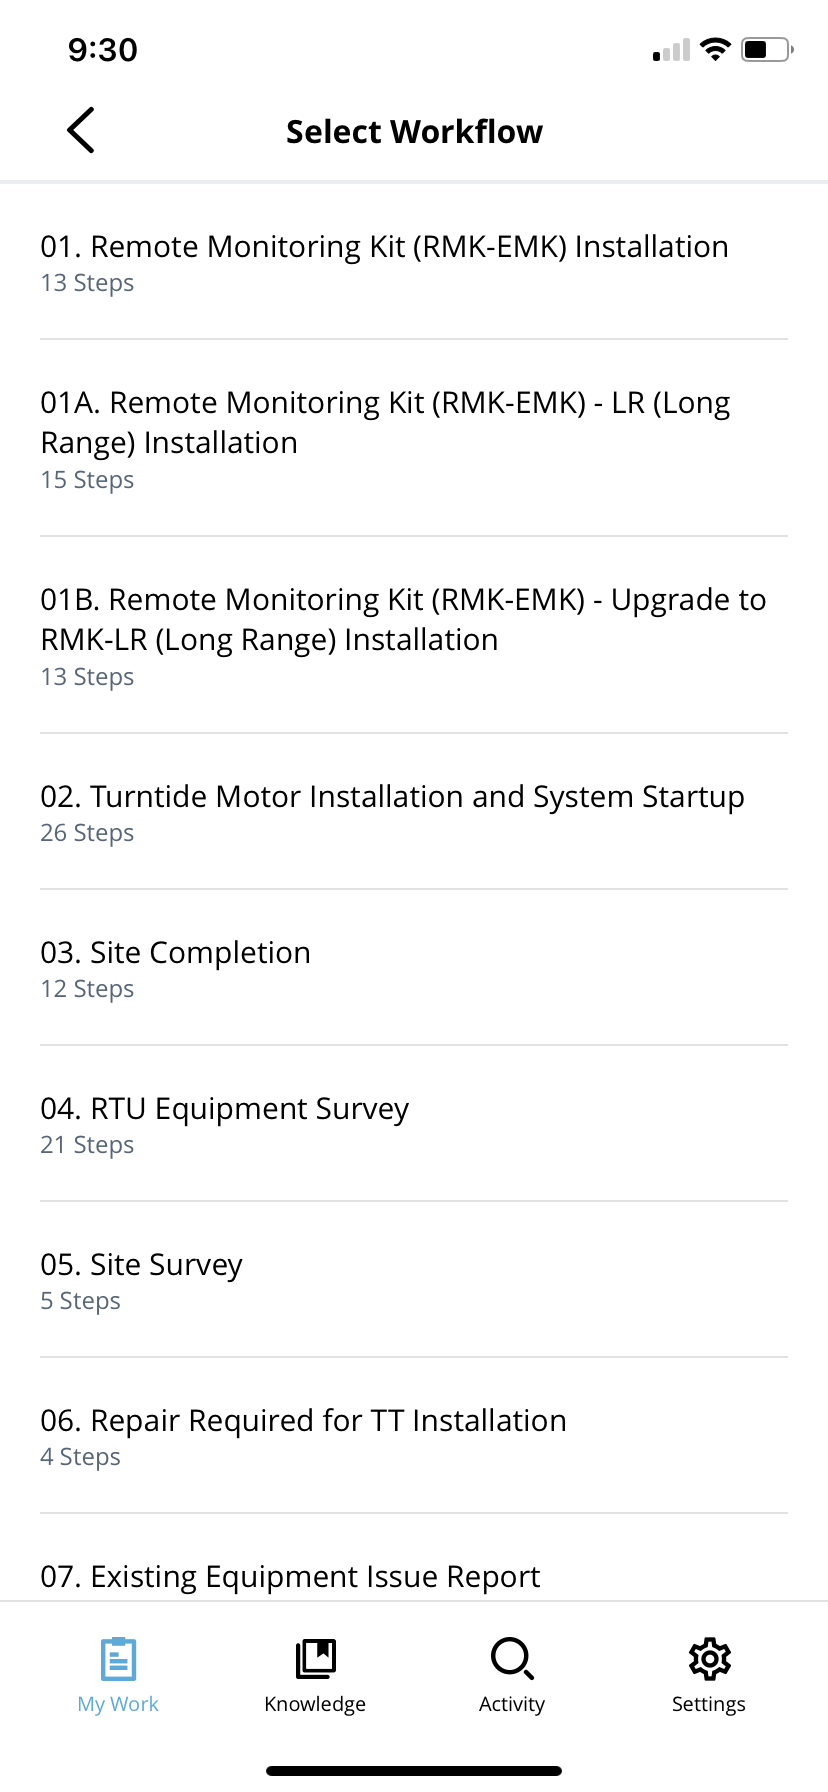 9:30
Select Workflow
01. Remote Monitoring Kit (RMK-EMK) Installation
13 Steps
01A. Remote Monitoring Kit (RMK-EMK) - LR (Long
Range) Installation
15 Steps
01B. Remote Monitoring Kit (RMK-EMK) - Upgrade to
RMK-LR (Long Range) Installation
13 Steps
02. Turntide Motor Installation and System Startup
26 Steps
03. Site Completion
12 Steps
04. RTU Equipment Survey
21 Steps
05. Site Survey
5 Steps
06. Repair Required for TT Installation
4 Steps
07. Existing Equipment Issue Report
My Work
Knowledge
Activity
Settings